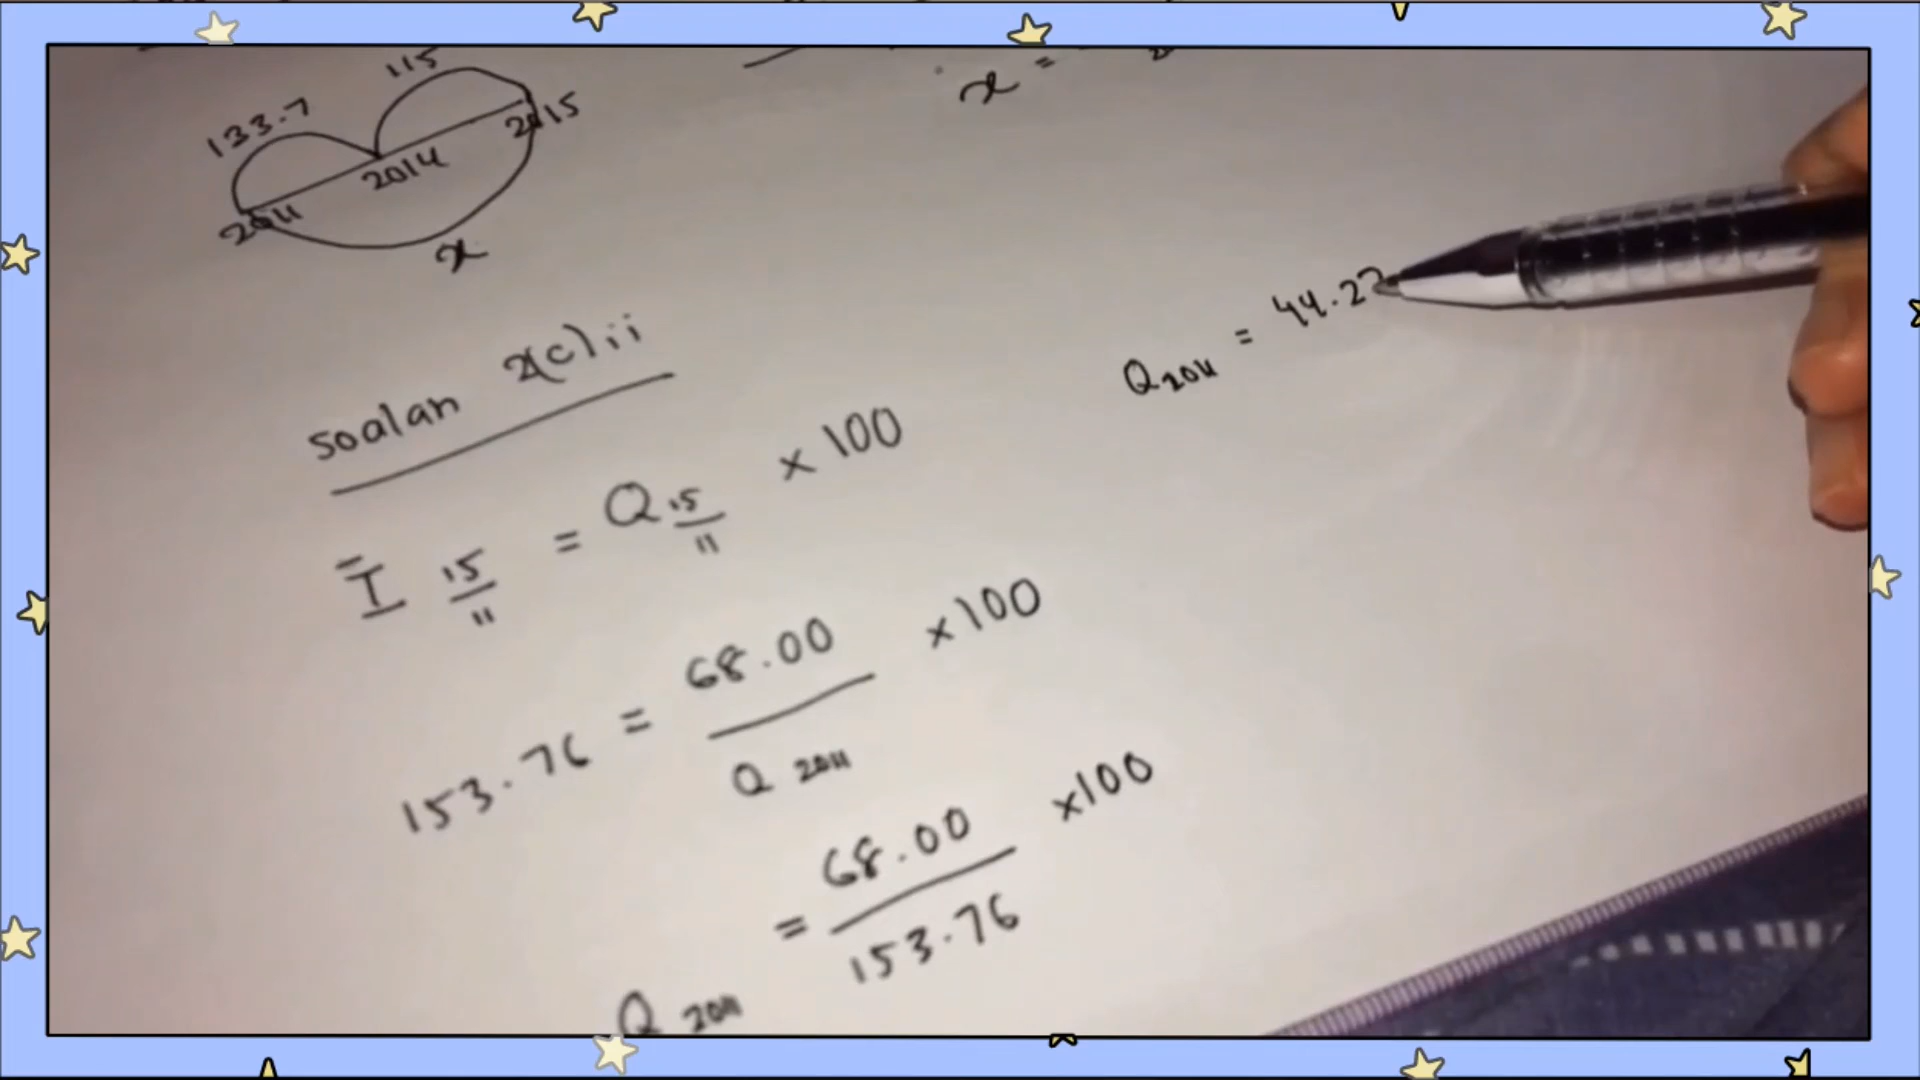 115
133.7
2015
2014
2011
x
x =
soalan 2(c)ii
Ī 15/11 = Q 15/11 × 100
153.76 = 68.00 / Q 2011 × 100
Q 2011 = 68.00 / 153.76 × 100
Q 2011 = 44.22